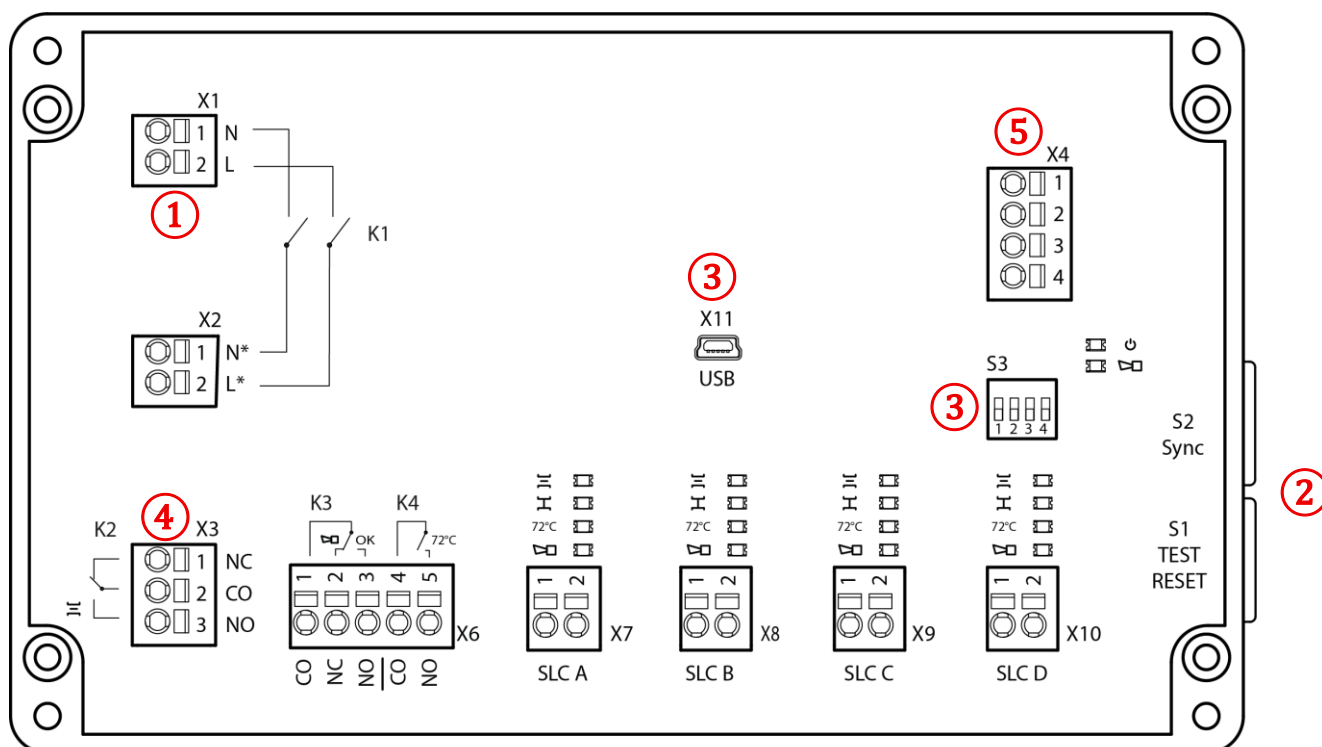 X1
1 N
2 L
①
K1
X2
1 N*
2 L*
③
X11
USB
⑤
X4
1
2
3
4
S3
③
1 2 3 4
S2
Sync
②
S1
TEST
RESET
K2
④
X3
1 NC
2 CO
3 NO
K3
OK
K4
72°C
1 2 3 4 5
X6
CO NC NO CO NO
72°C
1 2
X7
SLC A
72°C
1 2
X8
SLC B
72°C
1 2
X9
SLC C
72°C
1 2
X10
SLC D